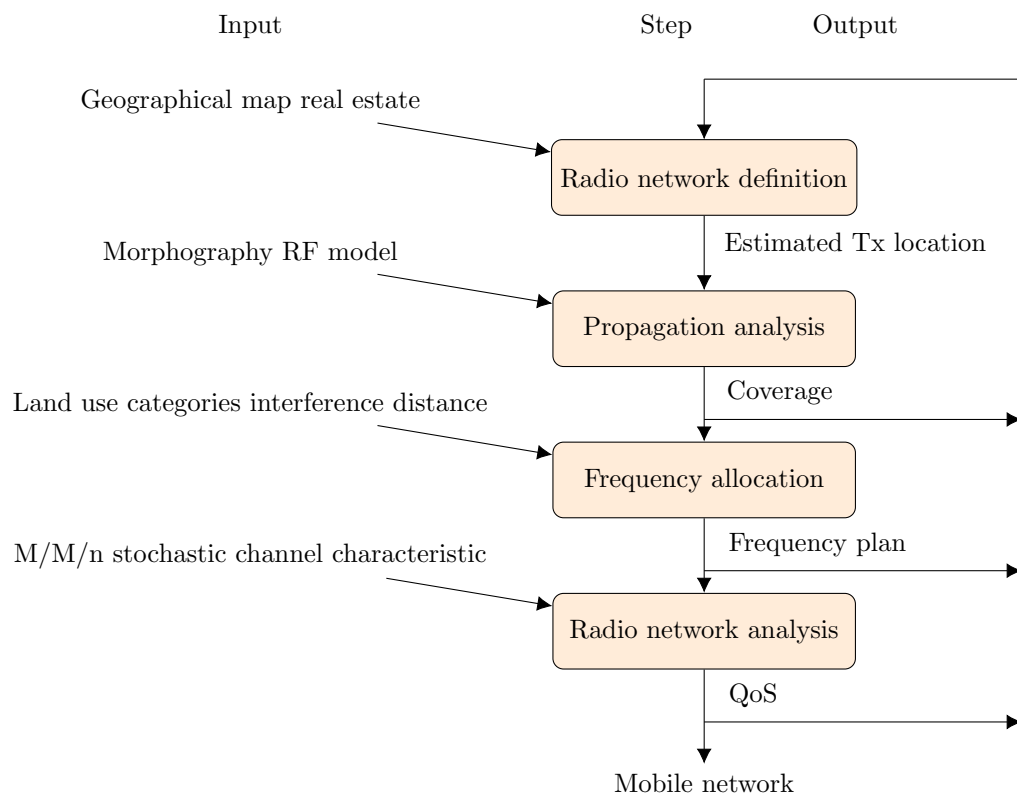 Input Step Output
Geographical map real estate
Radio network definition
Estimated Tx location
Morphography RF model
Propagation analysis
Coverage
Land use categories interference distance
Frequency allocation
Frequency plan
M/M/n stochastic channel characteristic
Radio network analysis
QoS
Mobile network